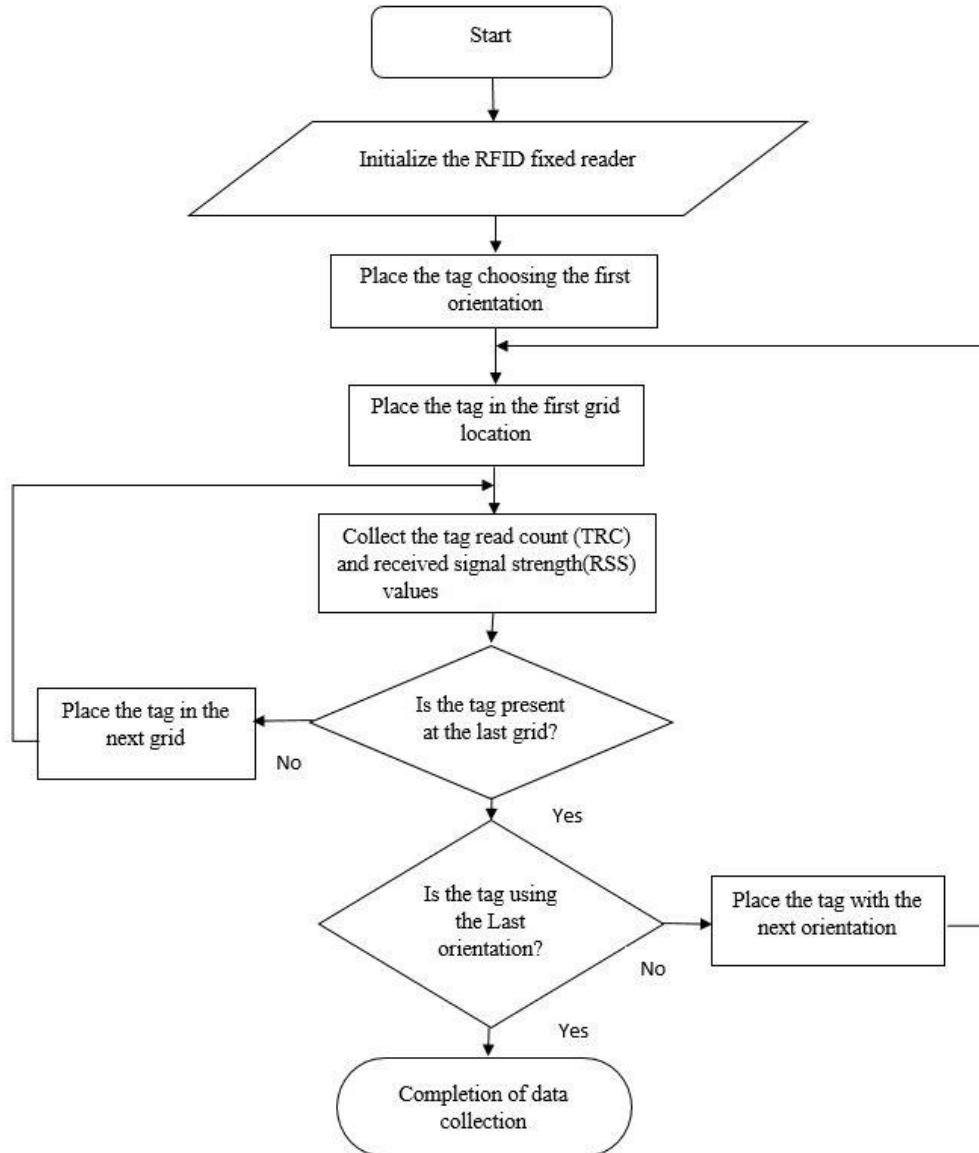 Start
Initialize the RFID fixed reader
Place the tag choosing the first
orientation
Place the tag in the first grid
location
Collect the tag read count (TRC)
and received signal strength(RSS)
values
Is the tag present
at the last grid?
Place the tag in the
next grid
No
Yes
Is the tag using
the Last
orientation?
Place the tag with the
next orientation
No
Yes
Completion of data
collection